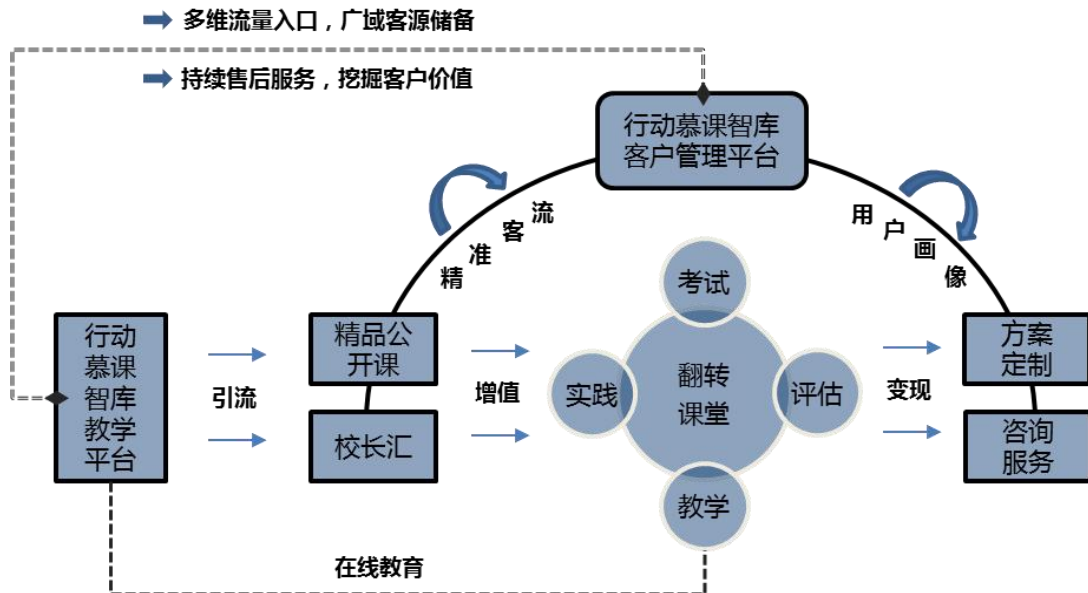 多维流量入口，广域客源储备
持续售后服务，挖掘客户价值
行动慕课智库
客户管理平台
精准客流
用户画像
行动
慕课
智库
教学
平台
引流
精品公
开课
校长汇
增值
考试
实践
翻转
课堂
评估
教学
变现
方案
定制
咨询
服务
在线教育